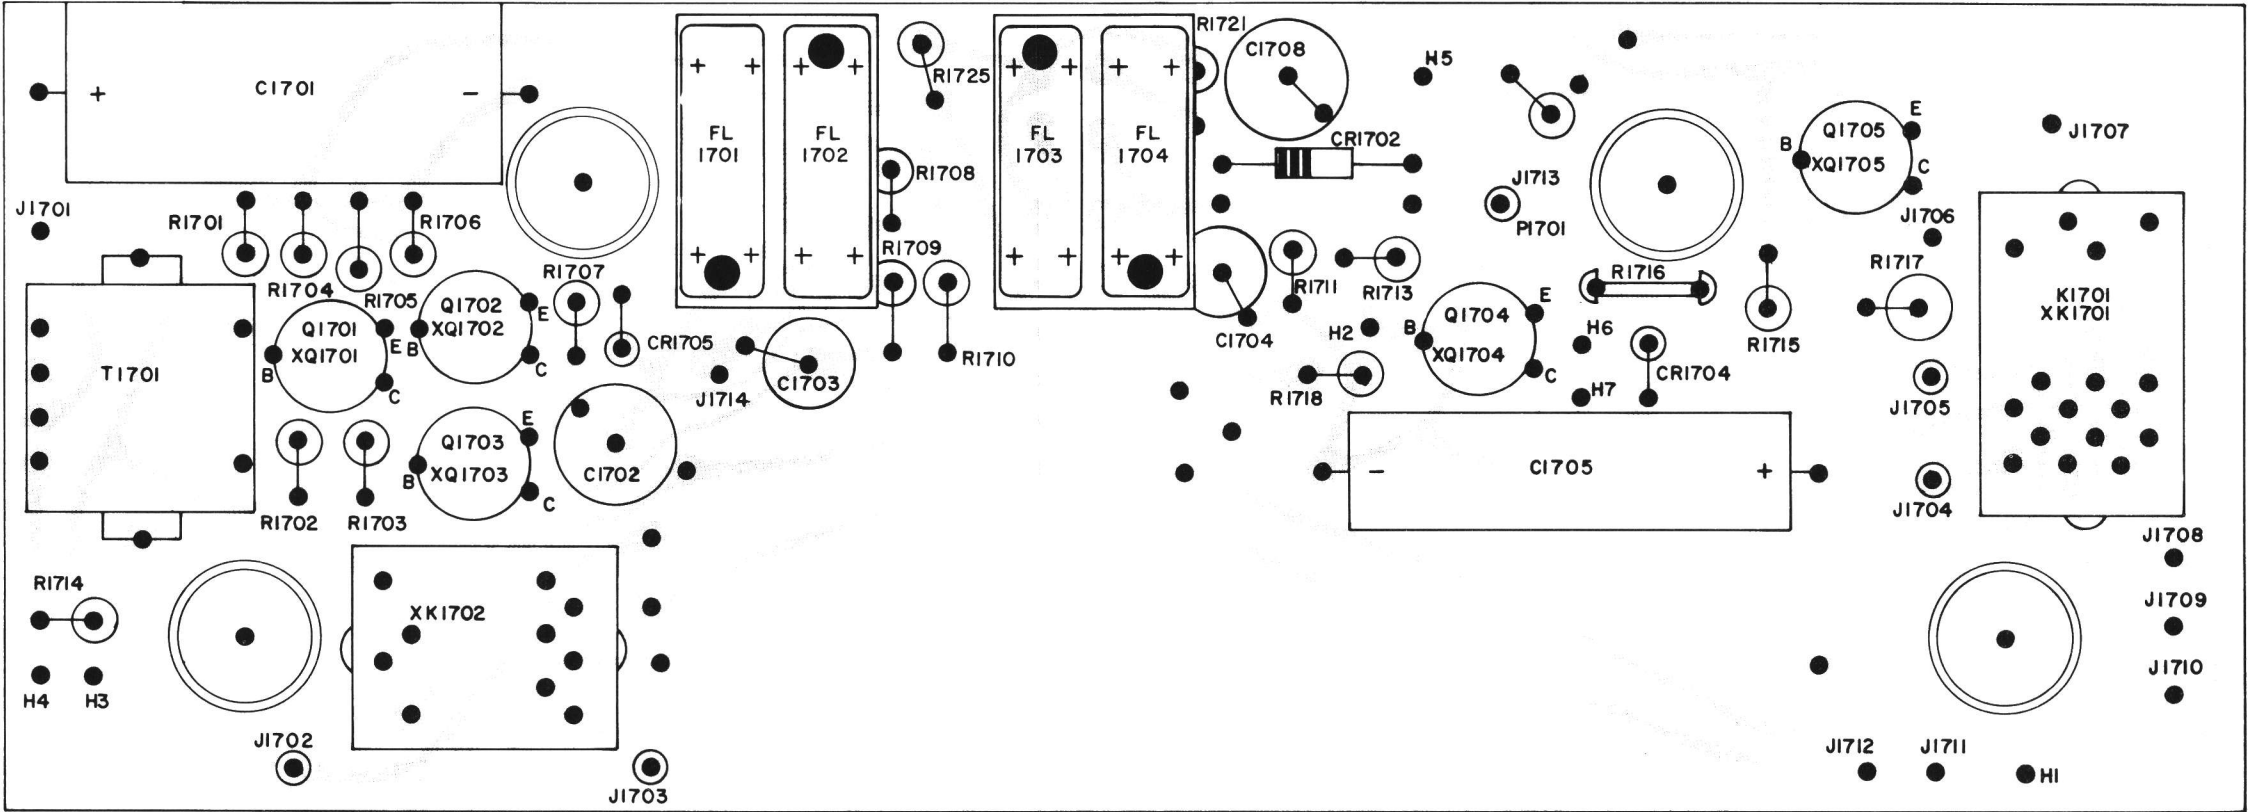 + C1701 -
J1701
R1701
R1704
R1705
R1706
T1701
Q1701
XQ1701
B
E
C
Q1702
XQ1702
B
E
C
Q1703
XQ1703
B
E
C
R1702
R1703
R1707
CR1705
C1702
J1714
C1703
R1714
H4
H3
XK1702
J1702
J1703
+ +
FL
1701
+ +
+ +
FL
1702
+ +
R1725
R1708
R1709
R1710
+ +
FL
1703
+ +
+ +
FL
1704
+ +
R1721
C1708
CR1702
H5
C1704
R1711
R1713
H2
R1718
J1713
P1701
Q1704
XQ1704
B
E
C
R1716
H6
H7
CR1704
R1715
- C1705 +
Q1705
XQ1705
B
E
C
J1707
J1706
R1717
K1701
XK1701
J1705
J1704
J1708
J1709
J1710
J1712
J1711
H1